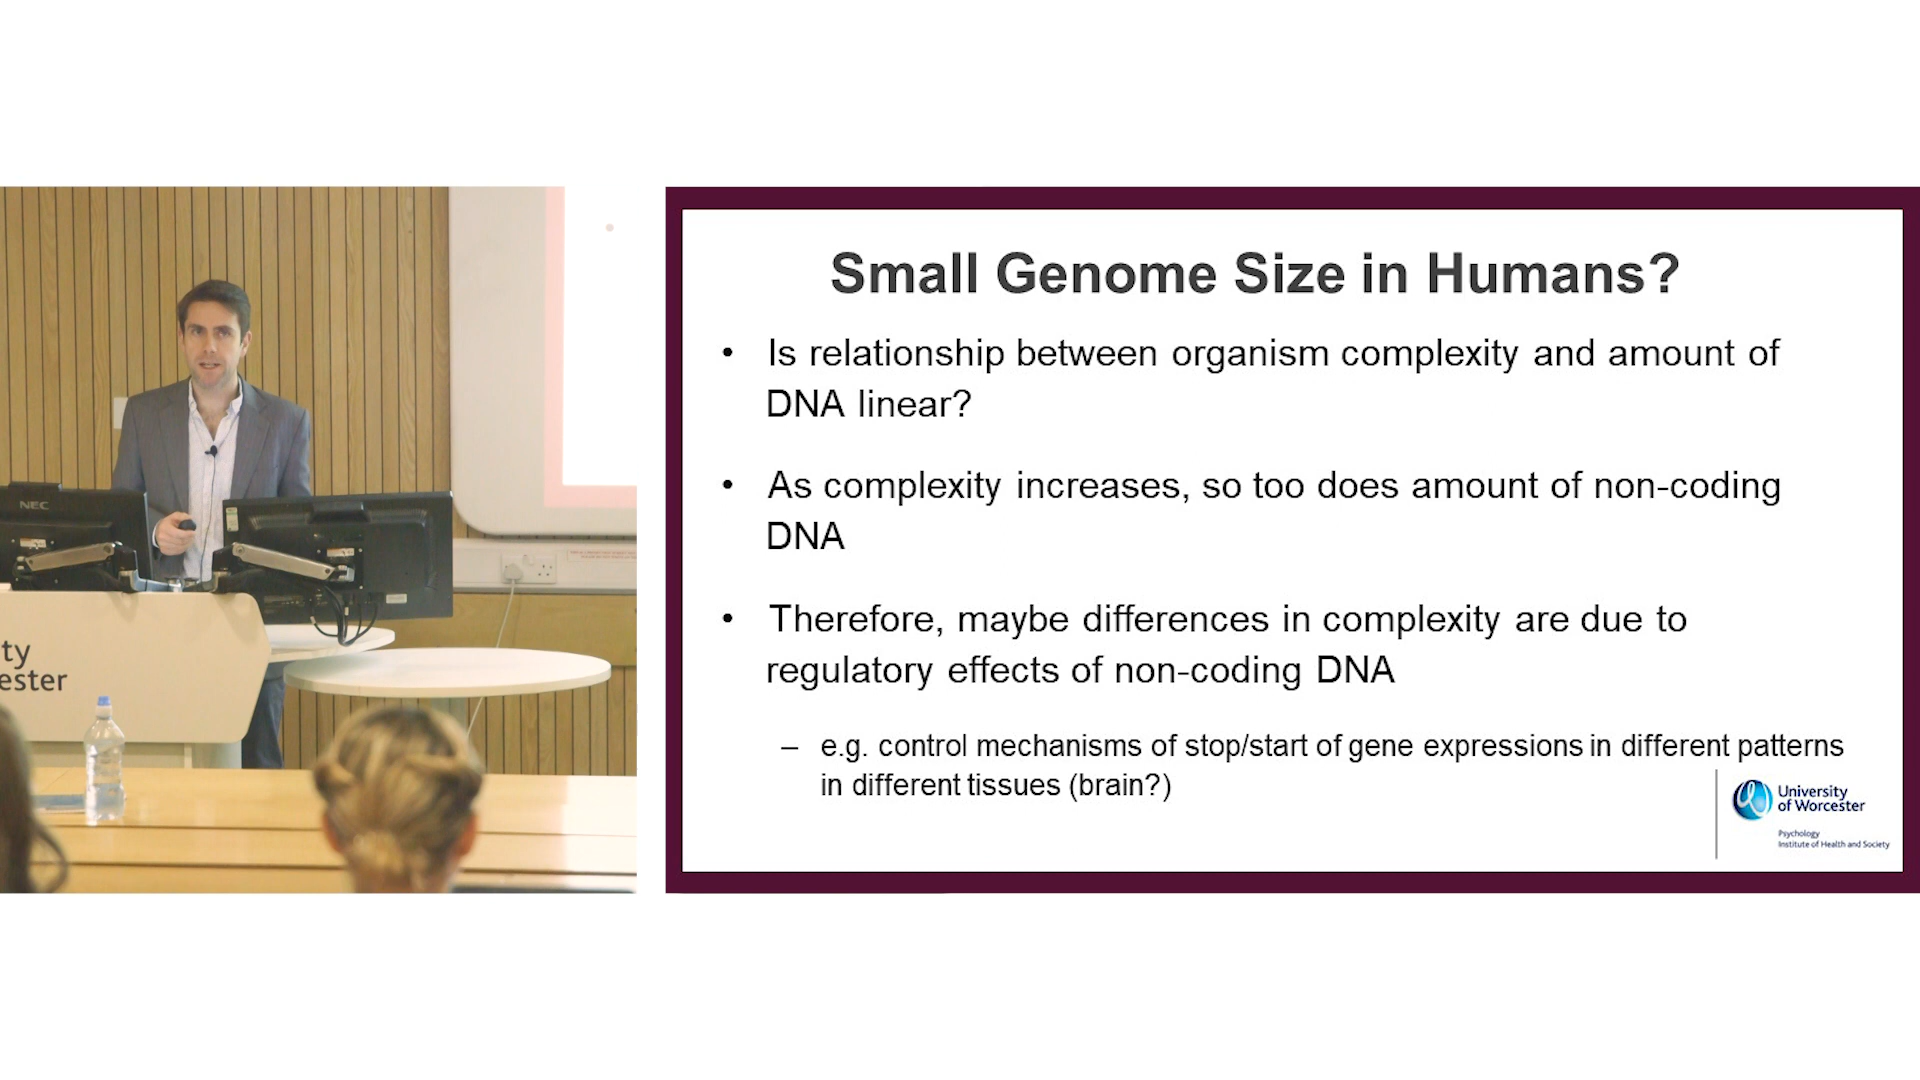 NEC
ty
ester
Small Genome Size in Humans?
• Is relationship between organism complexity and amount of
DNA linear?
• As complexity increases, so too does amount of non-coding
DNA
• Therefore, maybe differences in complexity are due to
regulatory effects of non-coding DNA
– e.g. control mechanisms of stop/start of gene expressions in different patterns
in different tissues (brain?)
University
of Worcester
Psychology
Institute of Health and Society